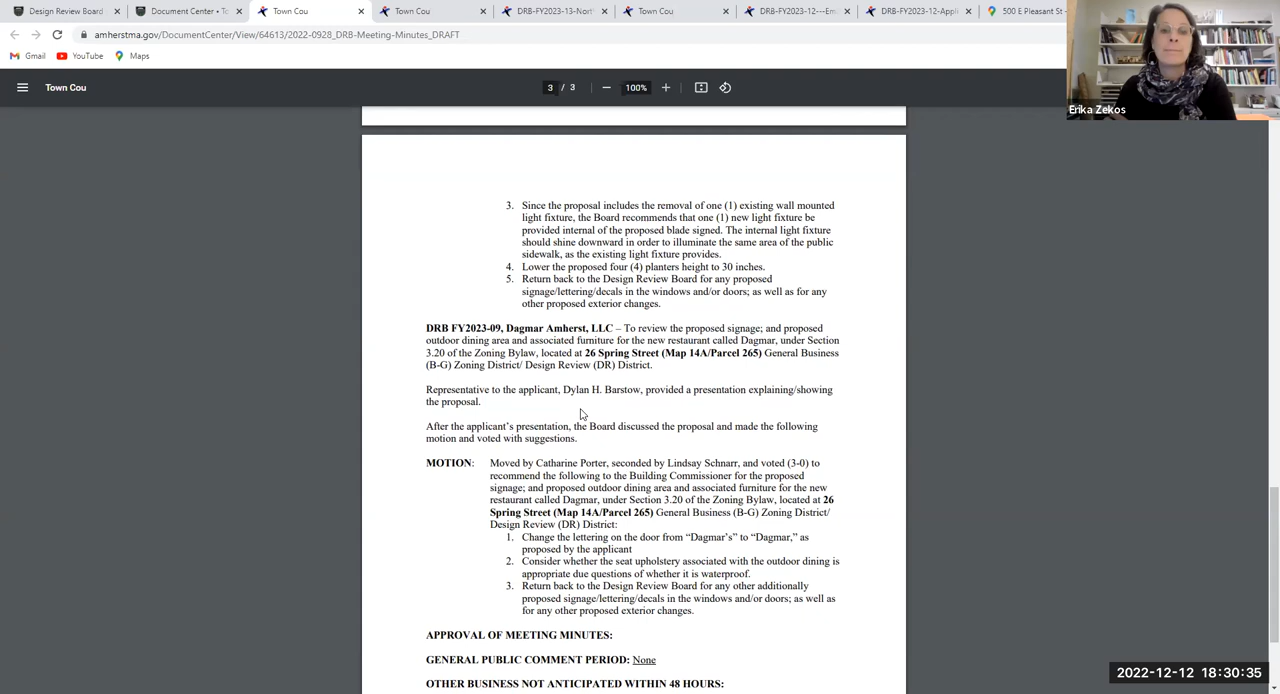 Design Review Board
Document Center • To
Town Cou
Town Cou
DRB-FY2023-13-Nort
Town Cou
DRB-FY2023-12---Em
DRB-FY2023-12-Appli
500 E Pleasant St -
amherstma.gov/DocumentCenter/View/64613/2022-0928_DRB-Meeting-Minutes_DRAFT
Gmail
YouTube
Maps
Erika Zekos
Town Cou
3 / 3
100%
3. Since the proposal includes the removal of one (1) existing wall mounted
light fixture, the Board recommends that one (1) new light fixture be
provided internal of the proposed blade signed. The internal light fixture
should shine downward in order to illuminate the same area of the public
sidewalk, as the existing light fixture provides.
4. Lower the proposed four (4) planters height to 30 inches.
5. Return back to the Design Review Board for any proposed
signage/lettering/decals in the windows and/or doors; as well as for any
other proposed exterior changes.
DRB FY2023-09, Dagmar Amherst, LLC – To review the proposed signage; and proposed
outdoor dining area and associated furniture for the new restaurant called Dagmar, under Section
3.20 of the Zoning Bylaw, located at 26 Spring Street (Map 14A/Parcel 265) General Business
(B-G) Zoning District/ Design Review (DR) District.
Representative to the applicant, Dylan H. Barstow, provided a presentation explaining/showing
the proposal.
After the applicant's presentation, the Board discussed the proposal and made the following
motion and voted with suggestions.
MOTION: Moved by Catharine Porter, seconded by Lindsay Schnarr, and voted (3-0) to
recommend the following to the Building Commissioner for the proposed
signage; and proposed outdoor dining area and associated furniture for the new
restaurant called Dagmar, under Section 3.20 of the Zoning Bylaw, located at 26
Spring Street (Map 14A/Parcel 265) General Business (B-G) Zoning District/
Design Review (DR) District:
1. Change the lettering on the door from “Dagmar’s” to “Dagmar,” as
proposed by the applicant
2. Consider whether the seat upholstery associated with the outdoor dining is
appropriate due questions of whether it is waterproof.
3. Return back to the Design Review Board for any other additionally
proposed signage/lettering/decals in the windows and/or doors; as well as
for any other proposed exterior changes.
APPROVAL OF MEETING MINUTES:
GENERAL PUBLIC COMMENT PERIOD: None
OTHER BUSINESS NOT ANTICIPATED WITHIN 48 HOURS:
2022-12-12 18:30:35